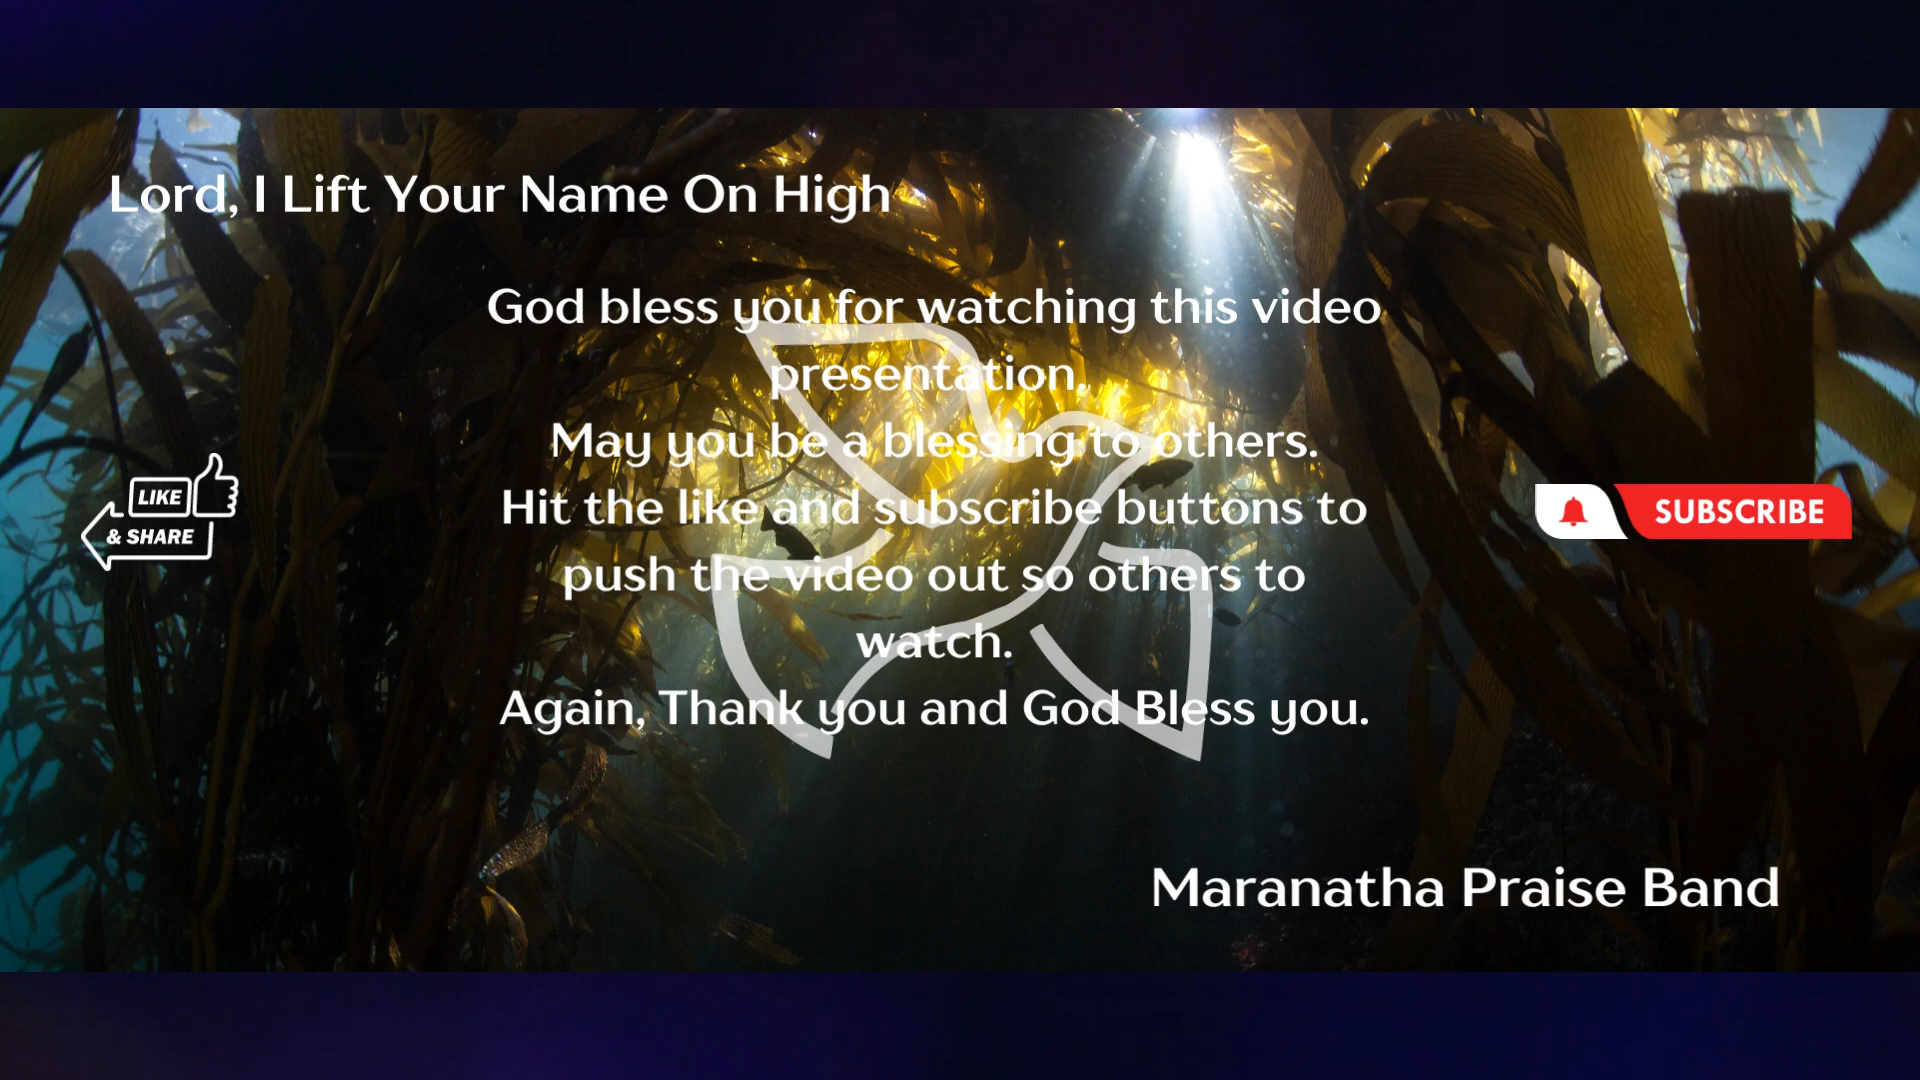 Lord, I Lift Your Name On High
God bless you for watching this video
presentation.
May you be a blessing to others.
LIKE
& SHARE
Hit the like and subscribe buttons to
SUBSCRIBE
push the video out so others to
watch.
Again, Thank you and God Bless you.
Maranatha Praise Band